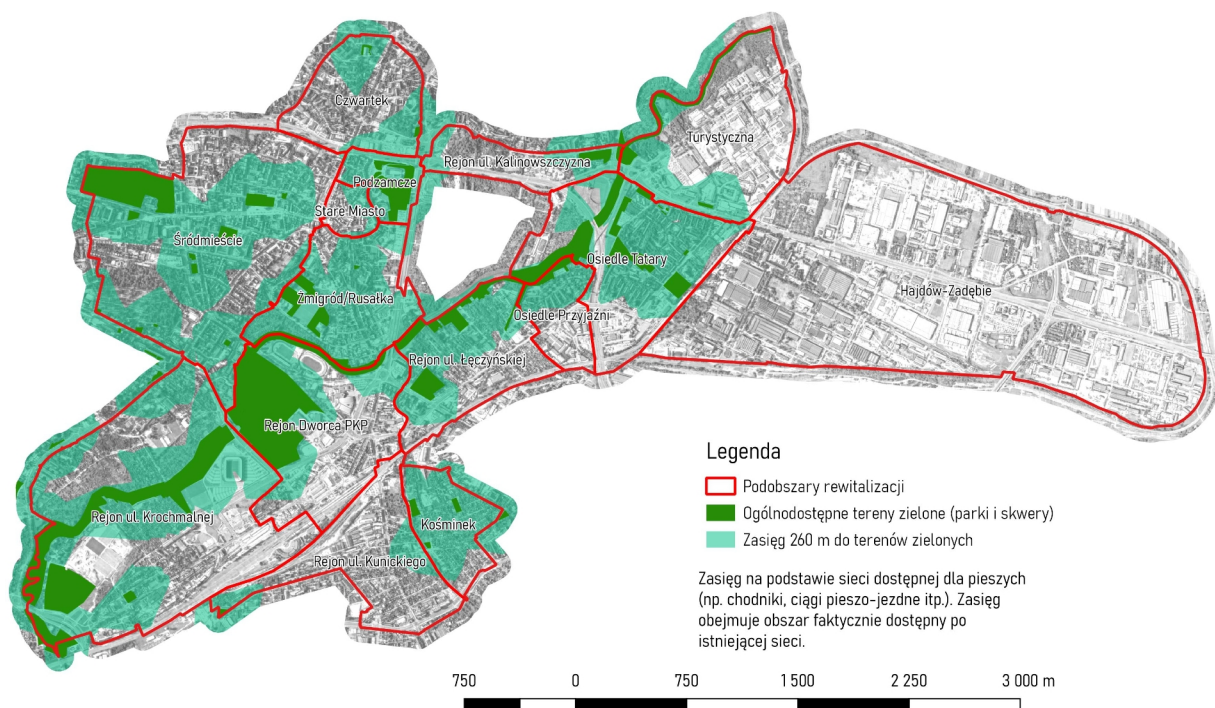 Czwartek
Turystyczna
Rejon ul. Kalinowszczyzna
Podzamcze
Stare Miasto
Śródmieście
Osiedle Tatary
Hajdów-Zadębie
Żmigród/Rusałka
Osiedle Przyjaźni
Rejon ul. Łęczyńskiej
Rejon Dworca PKP
Rejon ul. Krochmalnej
Kośminek
Rejon ul. Kunickiego
Legenda
Podobszary rewitalizacji
Ogólnodostępne tereny zielone (parki i skwery)
Zasięg 260 m do terenów zielonych
Zasięg na podstawie sieci dostępnej dla pieszych
(np. chodniki, ciągi pieszo-jezdne itp.). Zasięg
obejmuje obszar faktycznie dostępny po
istniejącej sieci.
750 0 750 1 500 2 250 3 000 m